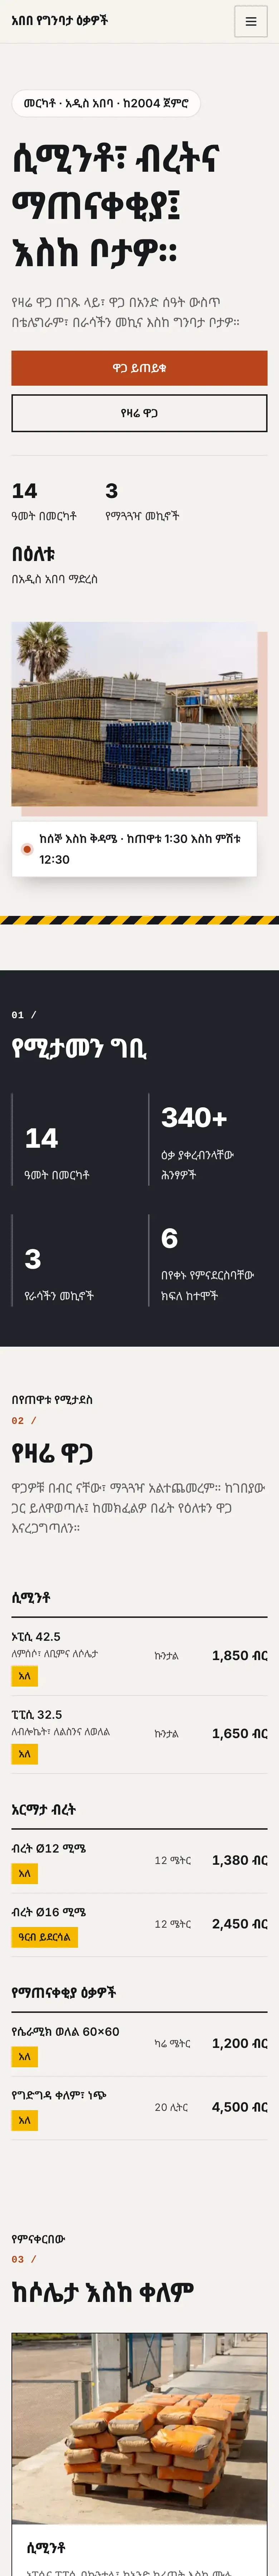 አበበ የግንባታ ዕቃዎች
መርካቶ · አዲስ አበባ · ከ2004 ጀምሮ
ሲሚንቶ፣ ብረትና
ማጠናቀቂያ፤
እስከ ቦታዎ።
የዛሬ ዋጋ በገጹ ላይ፣ ዋጋ በአንድ ሰዓት ውስጥ
በቴሌግራም፣ በራሳችን መኪና እስከ ግንባታ ቦታዎ።
ዋጋ ይጠይቁ
የዛሬ ዋጋ
14
ዓመት በመርካቶ
3
የማጓጓዣ መኪኖች
በዕለቱ
በአዲስ አበባ ማድረስ
ከሰኞ እስከ ቅዳሜ · ከጠዋቱ 1:30 እስከ ምሽቱ
12:30
01 /
የሚታመን ግቢ
14
ዓመት በመርካቶ
340+
ዕቃ ያቀረብንላቸው
ሕንፃዎች
3
የራሳችን መኪኖች
6
በየቀኑ የምናደርስባቸው
ክፍለ ከተሞች
በየጠዋቱ የሚታደስ
02 /
የዛሬ ዋጋ
ዋጋዎቹ በብር ናቸው፣ ማጓጓዣ አልተጨመረም። ከገበያው
ጋር ይለዋወጣሉ፤ ከመክፈልዎ በፊት የዕለቱን ዋጋ
እናረጋግጣለን።
ሲሚንቶ
ኦፒሲ 42.5
ለምሰሶ፣ ለቢምና ለሶሌታ
አለ
ኩንታል
1,850 ብር
ፒፒሲ 32.5
ለብሎኬት፣ ለልስንና ለወለል
አለ
ኩንታል
1,650 ብር
አርማታ ብረት
ብረት Ø12 ሚሜ
አለ
12 ሜትር
1,380 ብር
ብረት Ø16 ሚሜ
ዓርብ ይደርሳል
12 ሜትር
2,450 ብር
የማጠናቀቂያ ዕቃዎች
የሴራሚክ ወለል 60×60
አለ
ካሬ ሜትር
1,200 ብር
የግድግዳ ቀለም፣ ነጭ
አለ
20 ሊትር
4,500 ብር
የምናቀርበው
03 /
ከሶሌታ እስከ ቀለም
ሲሚንቶ